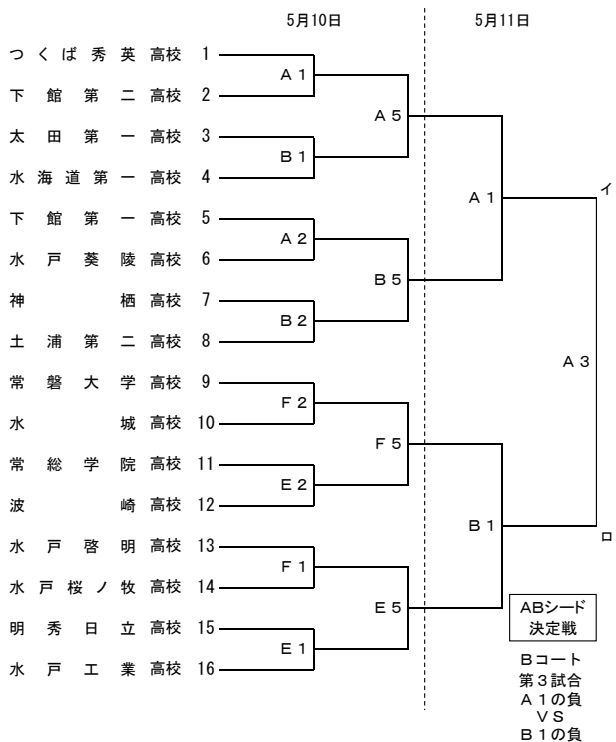 5月10日 5月11日
つくば秀英高校 1
A1
下館第二高校 2
A5
太田第一高校 3
B1
水海道第一高校 4
A1
イ
下館第一高校 5
A2
水戸葵陵高校 6
B5
神栖高校 7
B2
土浦第二高校 8
A3
常磐大学高校 9
F2
水城高校 10
F5
常総学院高校 11
E2
波崎高校 12
B1
ロ
水戸啓明高校 13
F1
水戸桜ノ牧高校 14
E5
明秀日立高校 15
E1
水戸工業高校 16
ABシード
決定戦
Bコート
第3試合
A1の負
VS
B1の負